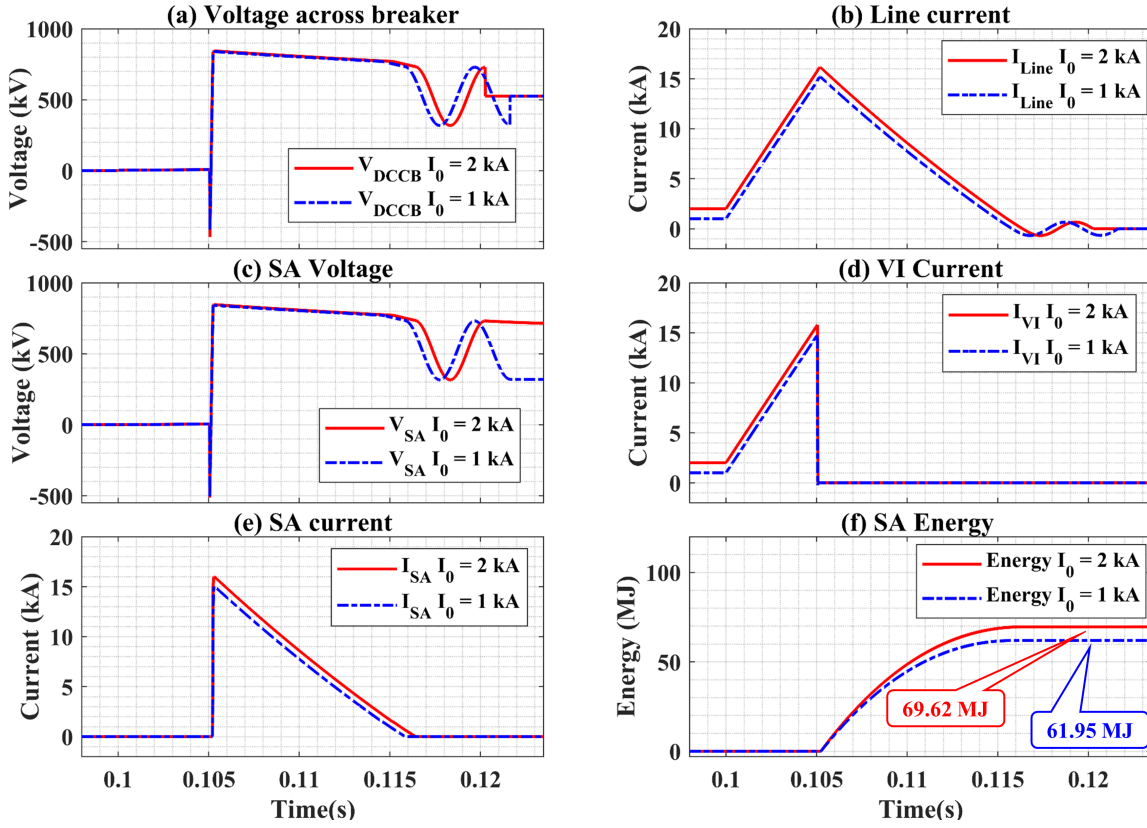 (a) Voltage across breaker
1000
500
0
-500
Voltage (kV)
V_DCCB I_0 = 2 kA
V_DCCB I_0 = 1 kA
(b) Line current
20
15
10
5
0
Current (kA)
I_Line I_0 = 2 kA
I_Line I_0 = 1 kA
(c) SA Voltage
1000
500
0
-500
Voltage (kV)
V_SA I_0 = 2 kA
V_SA I_0 = 1 kA
(d) VI Current
20
15
10
5
0
Current (kA)
I_VI I_0 = 2 kA
I_VI I_0 = 1 kA
(e) SA current
20
15
10
5
0
Current (kA)
I_SA I_0 = 2 kA
I_SA I_0 = 1 kA
0.1 0.105 0.11 0.115 0.12
Time(s)
(f) SA Energy
100
50
0
Energy (MJ)
Energy I_0 = 2 kA
Energy I_0 = 1 kA
69.62 MJ
61.95 MJ
0.1 0.105 0.11 0.115 0.12
Time(s)